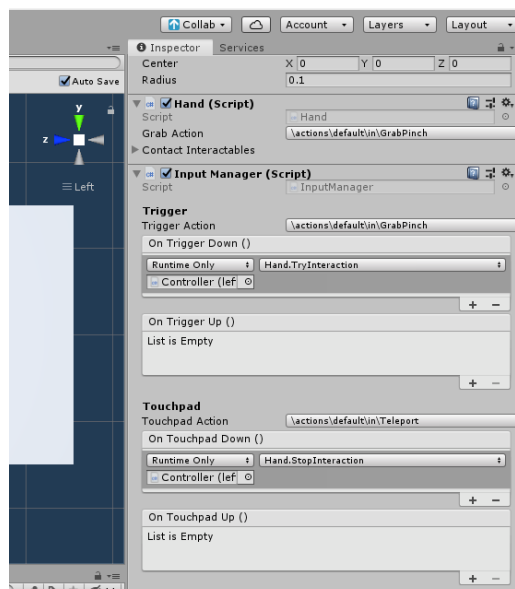 Collab
Account
Layers
Layout
Inspector Services
Center X 0 Y 0 Z 0
Auto Save
Radius 0.1
y
Hand (Script)
Script Hand
z
Grab Action \actions\default\in\GrabPinch
Contact Interactables
Input Manager (Script)
Left
Script InputManager
Trigger
Trigger Action \actions\default\in\GrabPinch
On Trigger Down ()
Runtime Only Hand.TryInteraction
Controller (lef
+ −
On Trigger Up ()
List is Empty
+ −
Touchpad
Touchpad Action \actions\default\in\Teleport
On Touchpad Down ()
Runtime Only Hand.StopInteraction
Controller (lef
+ −
On Touchpad Up ()
List is Empty
+ −